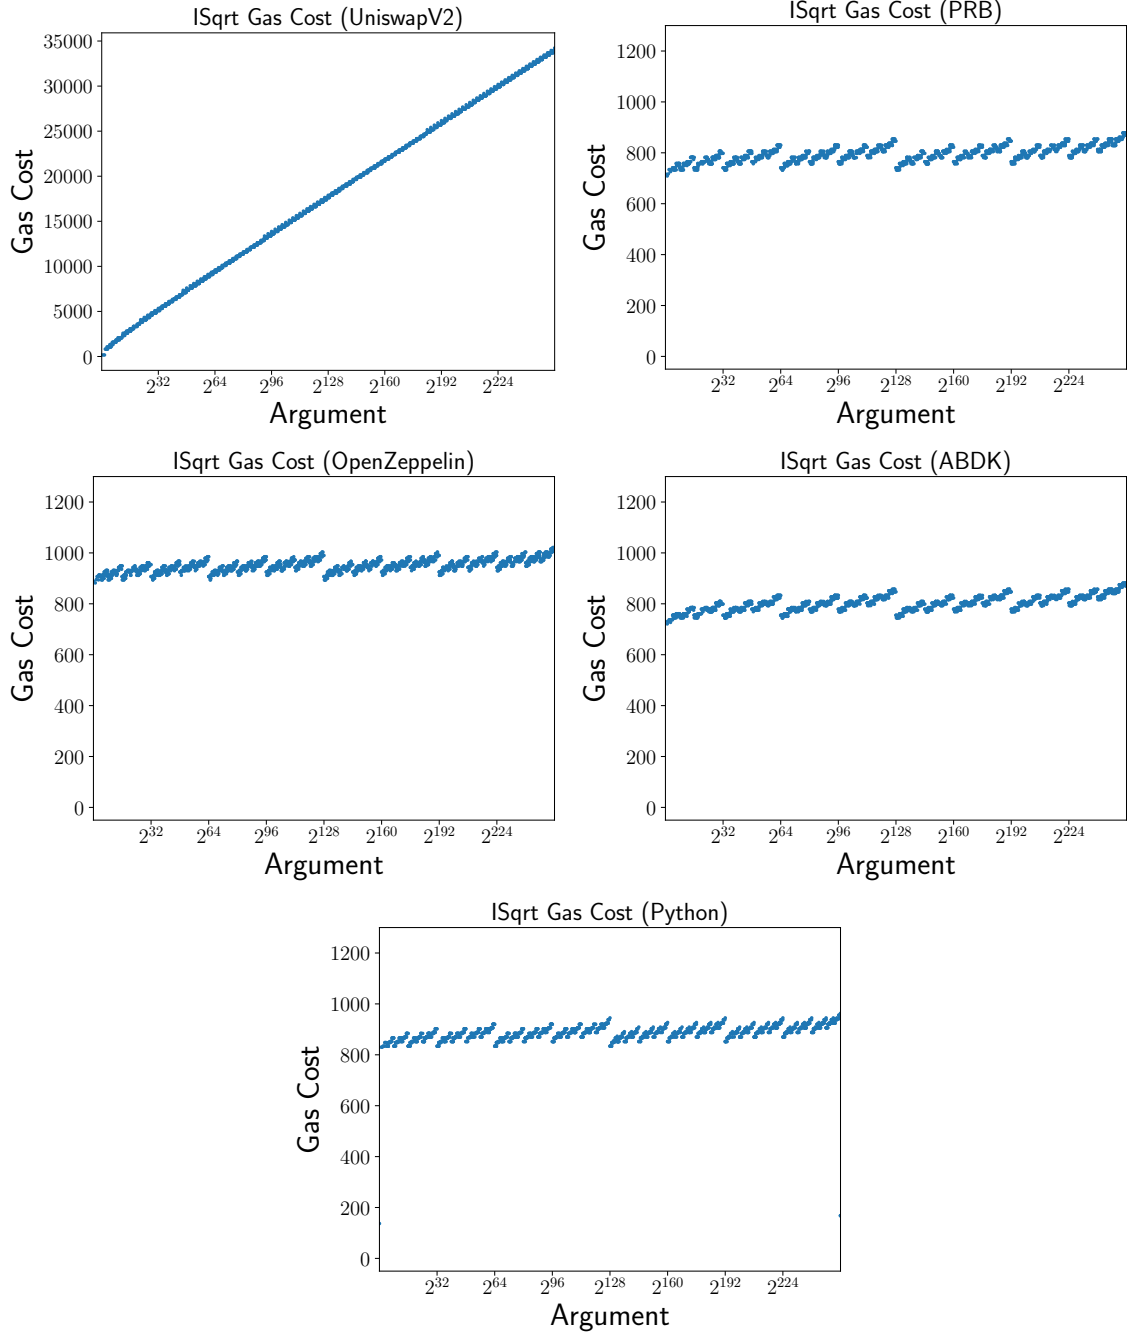 ISqrt Gas Cost (UniswapV2)
35000
30000
25000
20000
15000
10000
5000
0
Gas Cost
2^32 2^64 2^96 2^128 2^160 2^192 2^224
Argument
ISqrt Gas Cost (PRB)
1200
1000
800
600
400
200
0
Gas Cost
2^32 2^64 2^96 2^128 2^160 2^192 2^224
Argument
ISqrt Gas Cost (OpenZeppelin)
1200
1000
800
600
400
200
0
Gas Cost
2^32 2^64 2^96 2^128 2^160 2^192 2^224
Argument
ISqrt Gas Cost (ABDK)
1200
1000
800
600
400
200
0
Gas Cost
2^32 2^64 2^96 2^128 2^160 2^192 2^224
Argument
ISqrt Gas Cost (Python)
1200
1000
800
600
400
200
0
Gas Cost
2^32 2^64 2^96 2^128 2^160 2^192 2^224
Argument